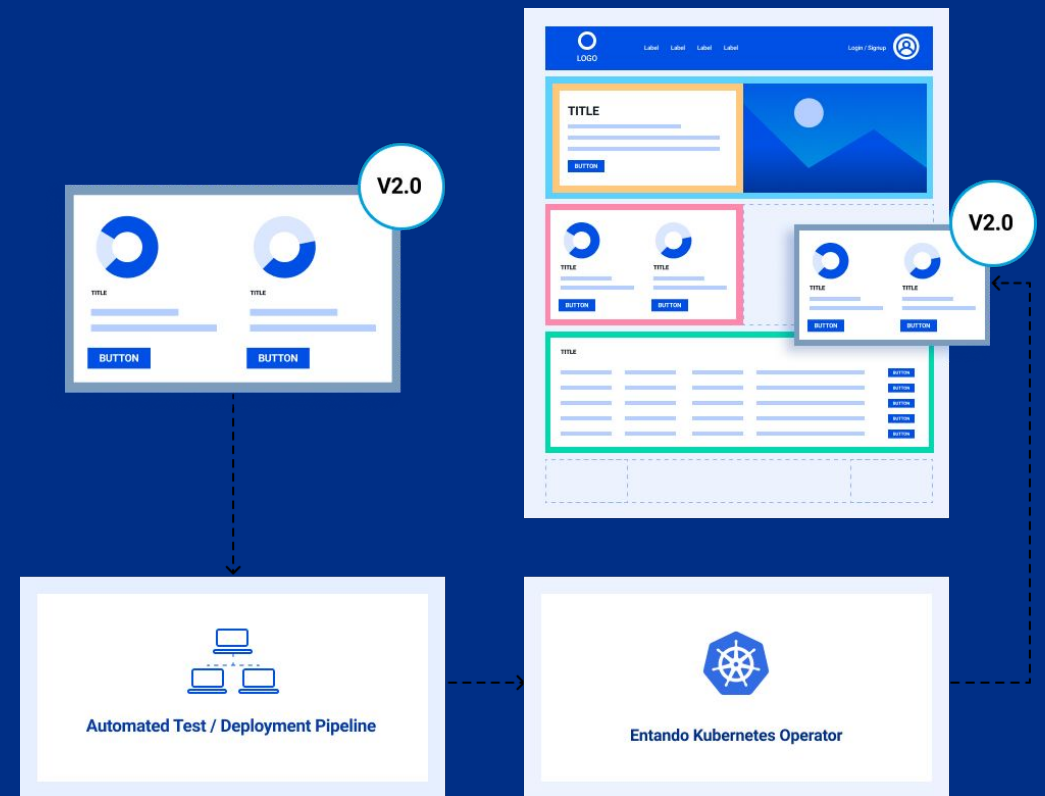 V2.0
TITLE TITLE
BUTTON BUTTON
LOGO
Label Label Label Label
Login / Signup
TITLE
BUTTON
TITLE TITLE
BUTTON BUTTON
V2.0
TITLE TITLE
BUTTON BUTTON
TITLE
BUTTON
BUTTON
BUTTON
BUTTON
BUTTON
Automated Test / Deployment Pipeline
Entando Kubernetes Operator